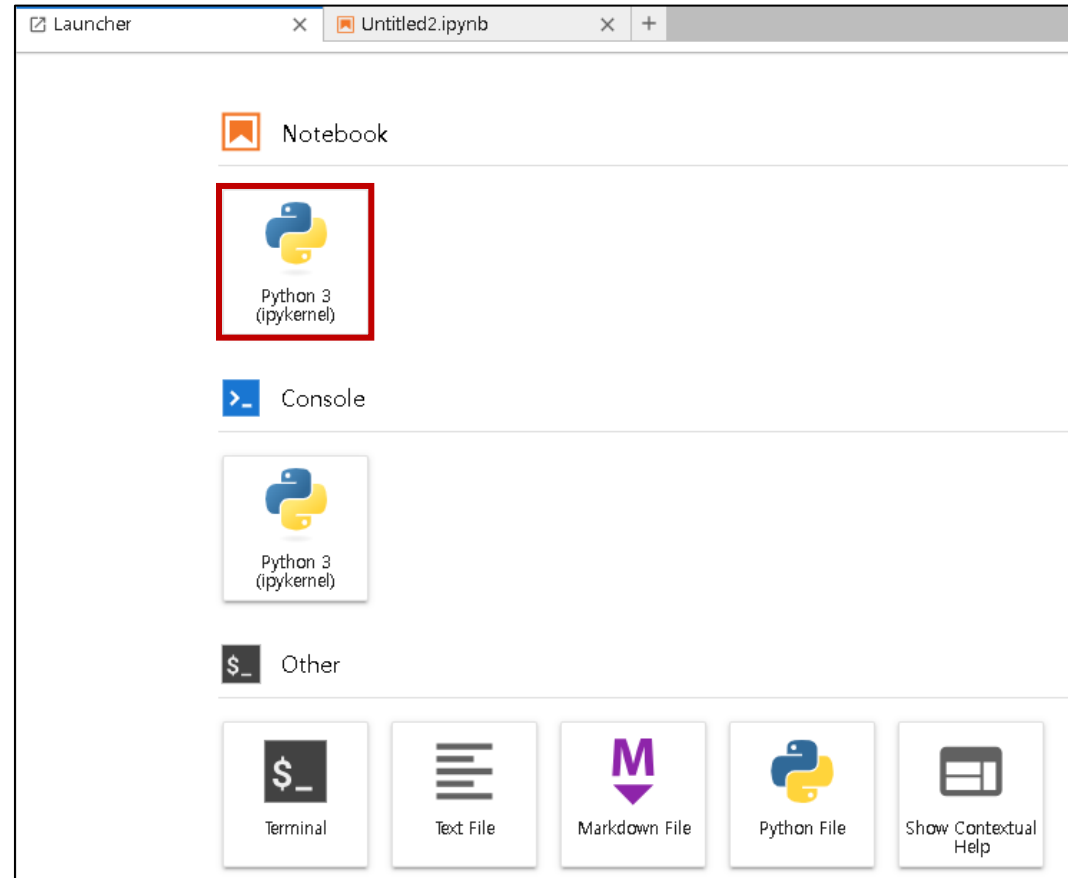 Launcher
Untitled2.ipynb
Notebook
Python 3
(ipykernel)
>_ Console
Python 3
(ipykernel)
$_ Other
$_
M
Terminal
Text File
Markdown File
Python File
Show Contextual
Help